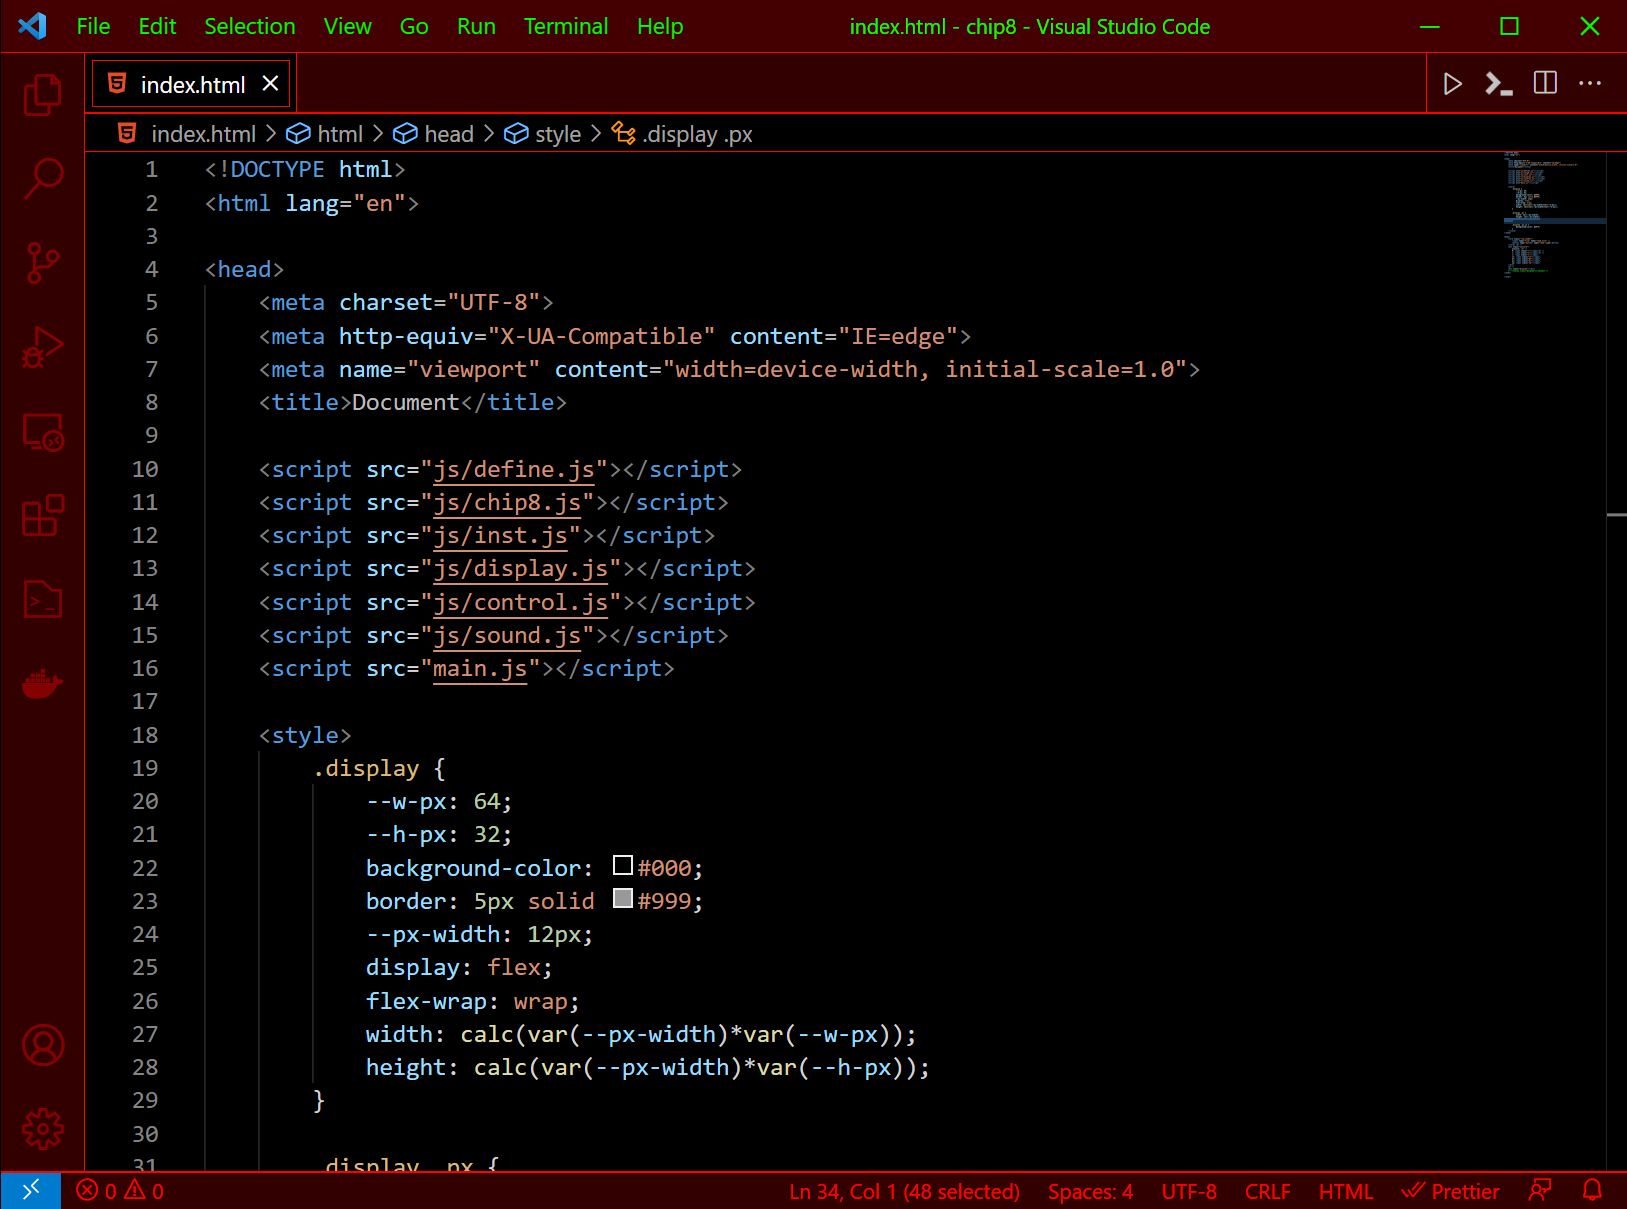 File Edit Selection View Go Run Terminal Help index.html - chip8 - Visual Studio Code
index.html
index.html > html > head > style > .display .px
1 <!DOCTYPE html>
2 <html lang="en">
3
4 <head>
5     <meta charset="UTF-8">
6     <meta http-equiv="X-UA-Compatible" content="IE=edge">
7     <meta name="viewport" content="width=device-width, initial-scale=1.0">
8     <title>Document</title>
9
10     <script src="js/define.js"></script>
11     <script src="js/chip8.js"></script>
12     <script src="js/inst.js"></script>
13     <script src="js/display.js"></script>
14     <script src="js/control.js"></script>
15     <script src="js/sound.js"></script>
16     <script src="main.js"></script>
17
18     <style>
19         .display {
20             --w-px: 64;
21             --h-px: 32;
22             background-color: #000;
23             border: 5px solid #999;
24             --px-width: 12px;
25             display: flex;
26             flex-wrap: wrap;
27             width: calc(var(--px-width)*var(--w-px));
28             height: calc(var(--px-width)*var(--h-px));
29         }
30
31         .display .px {
0 0 Ln 34, Col 1 (48 selected) Spaces: 4 UTF-8 CRLF HTML Prettier